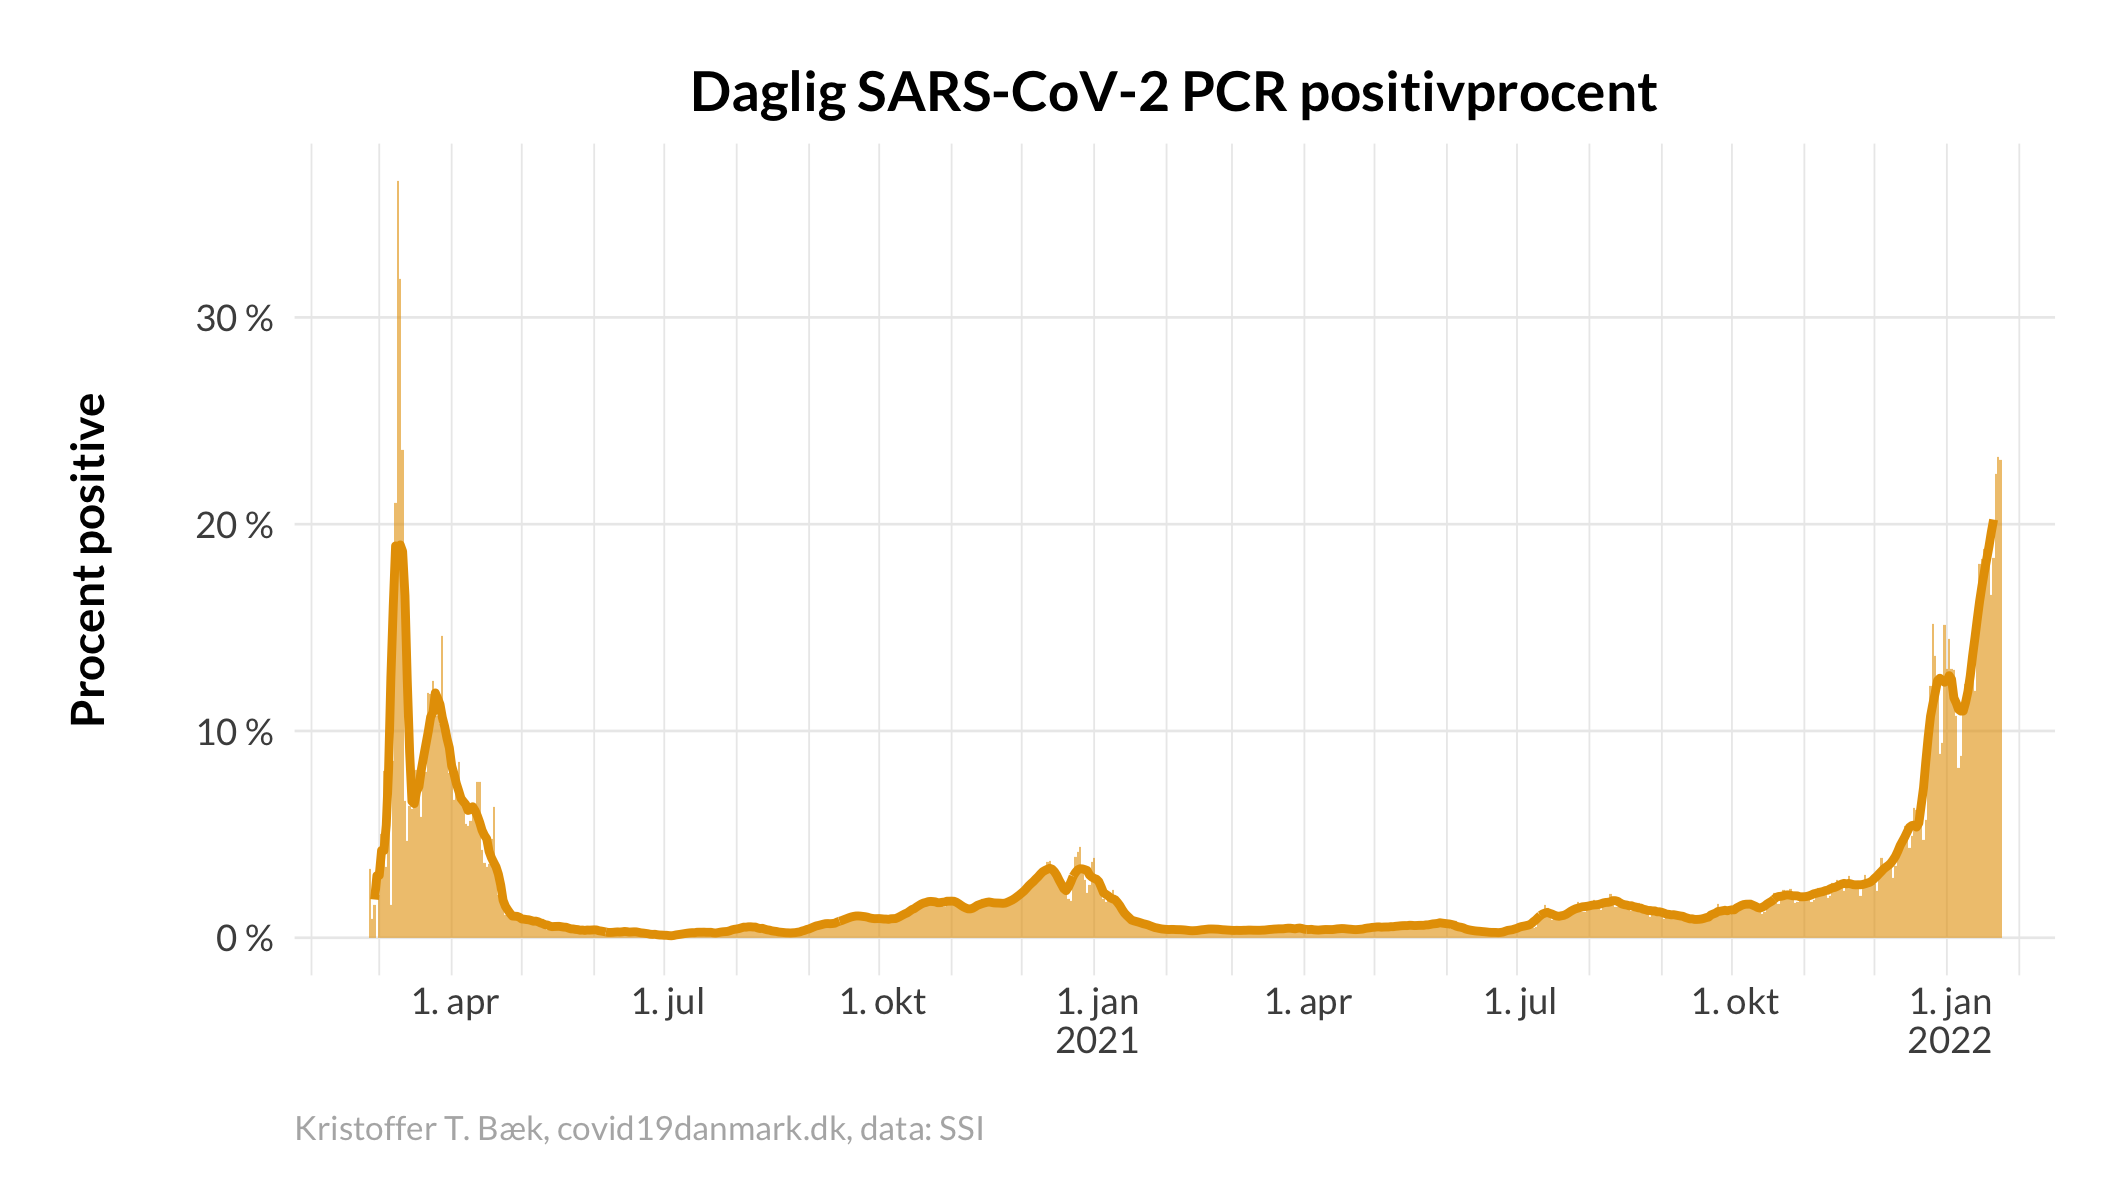 Daglig SARS-CoV-2 PCR positivprocent
Procent positive
30 %
20 %
10 %
0 %
1. apr
1. jul
1. okt
1. jan
2021
1. apr
1. jul
1. okt
1. jan
2022
Kristoffer T. Bæk, covid19danmark.dk, data: SSI